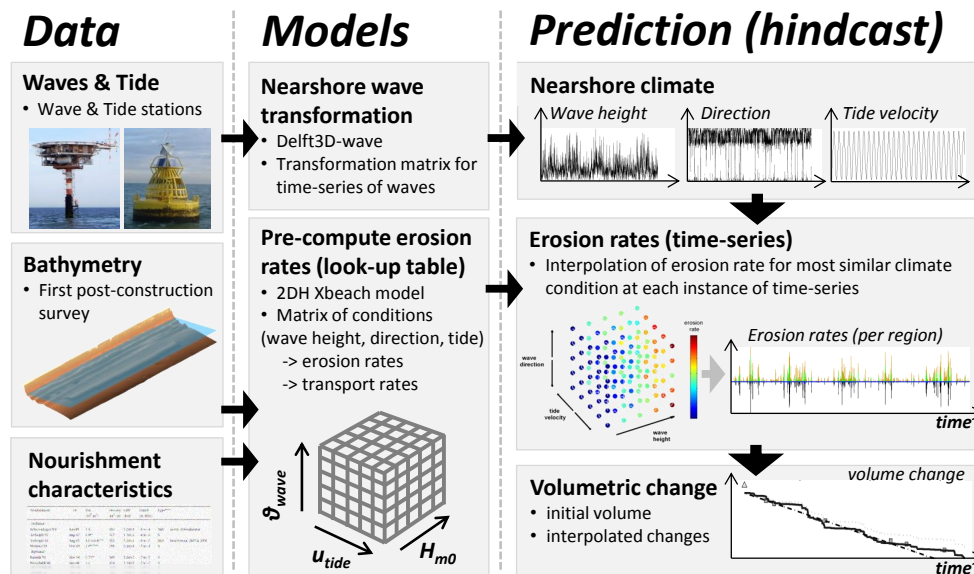 Data
Models
Prediction (hindcast)
Waves & Tide
• Wave & Tide stations
Bathymetry
• First post-construction
survey
Nourishment
characteristics
Nearshore wave
transformation
• Delft3D-wave
• Transformation matrix for
time-series of waves
Pre-compute erosion
rates (look-up table)
• 2DH Xbeach model
• Matrix of conditions
(wave height, direction, tide)
-> erosion rates
-> transport rates
ϑwave
utide
Hm0
Nearshore climate
Wave height
Direction
Tide velocity
Erosion rates (time-series)
• Interpolation of erosion rate for most similar climate
condition at each instance of time-series
wave
direction
tide
velocity
wave
height
erosion
rate
Erosion rates (per region)
time
Volumetric change
• initial volume
• interpolated changes
volume change
time